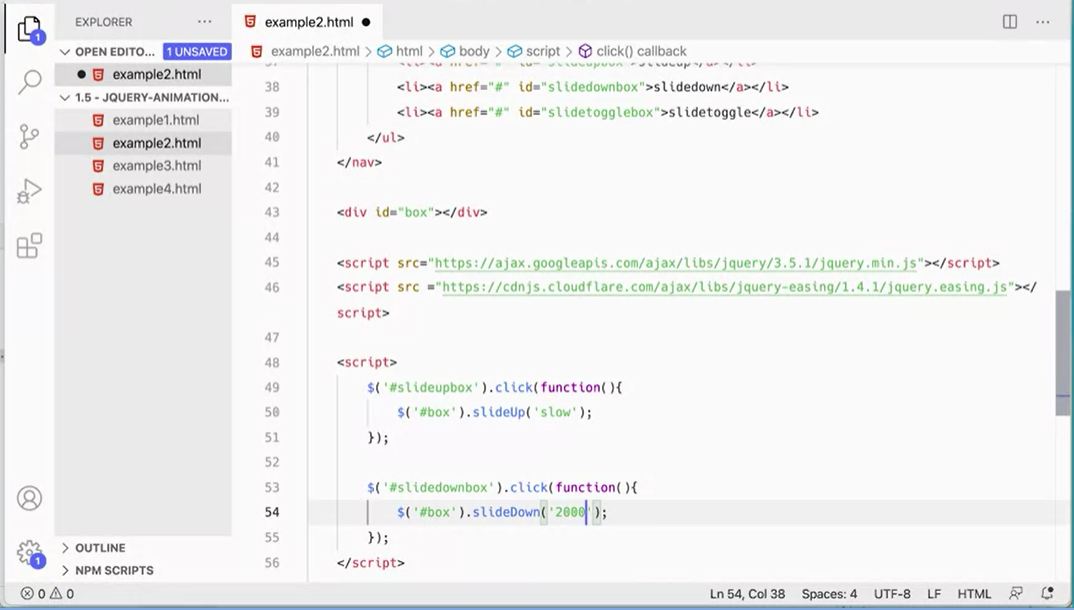 EXPLORER
example2.html
OPEN EDITO... 1 UNSAVED
example2.html > html > body > script > click() callback
example2.html
1.5 - JQUERY-ANIMATION...
example1.html
example2.html
example3.html
example4.html
37 <li><a href="#" id="slideupbox">slideup</a></li>
38 <li><a href="#" id="slidedownbox">slidedown</a></li>
39 <li><a href="#" id="slidetogglebox">slidetoggle</a></li>
40 </ul>
41 </nav>
42
43 <div id="box"></div>
44
45 <script src="https://ajax.googleapis.com/ajax/libs/jquery/3.5.1/jquery.min.js"></script>
46 <script src ="https://cdnjs.cloudflare.com/ajax/libs/jquery-easing/1.4.1/jquery.easing.js"></
script>
47
48 <script>
49 $('#slideupbox').click(function(){
50 $('#box').slideUp('slow');
51 });
52
53 $('#slidedownbox').click(function(){
54 $('#box').slideDown('2000');
55 });
56 </script>
1
OUTLINE
1
NPM SCRIPTS
0 0 Ln 54, Col 38 Spaces: 4 UTF-8 LF HTML